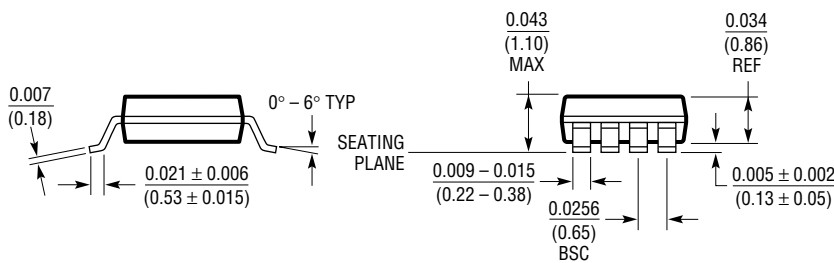 0.007
(0.18)
0.021 ± 0.006
(0.53 ± 0.015)
0° – 6° TYP
SEATING
PLANE
0.043
(1.10)
MAX
0.034
(0.86)
REF
0.009 – 0.015
(0.22 – 0.38)
0.0256
(0.65)
BSC
0.005 ± 0.002
(0.13 ± 0.05)